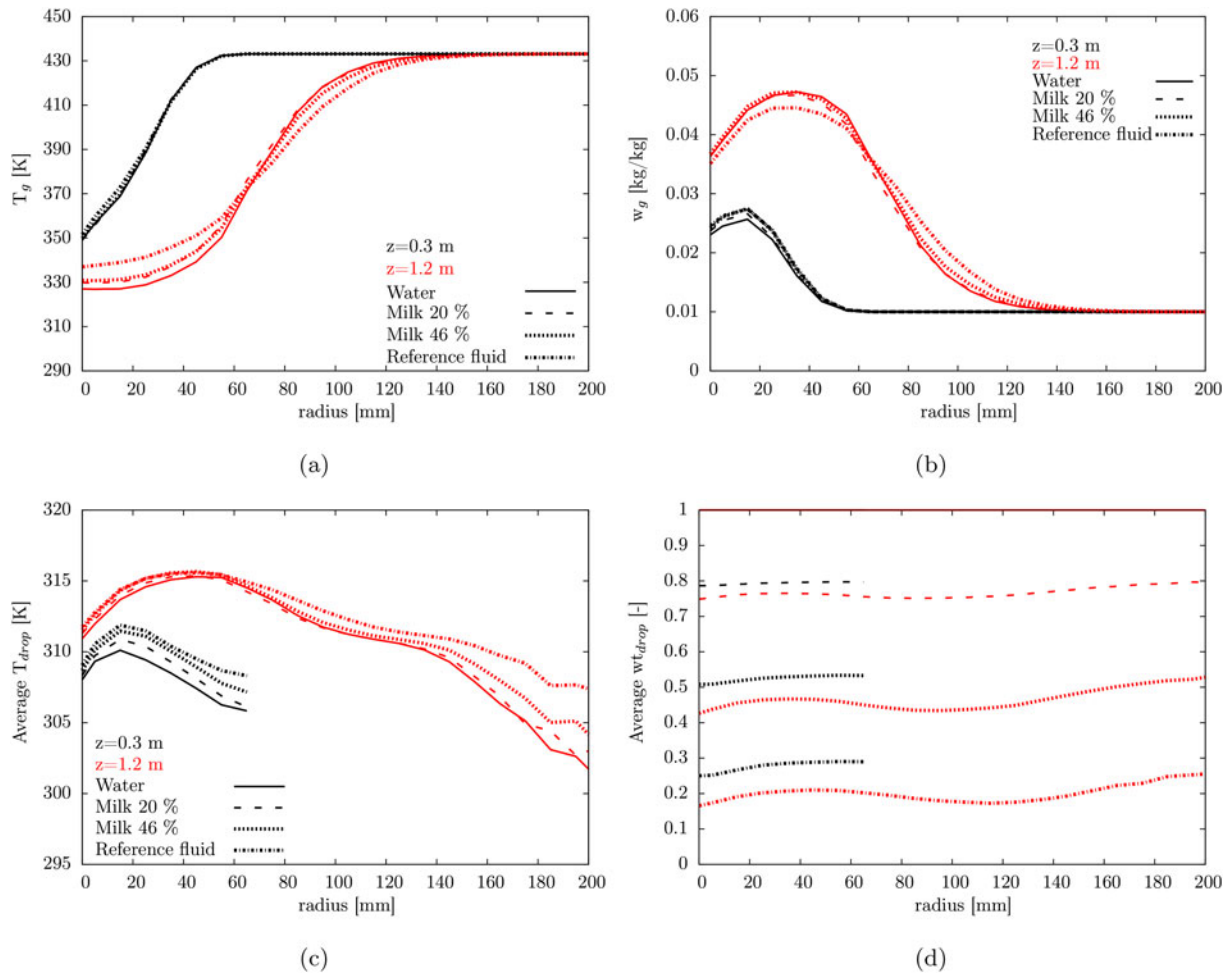 450
430
410
390
370
350
330
310
290
T_g [K]
0 20 40 60 80 100 120 140 160 180 200
radius [mm]
z=0.3 m
z=1.2 m
Water
Milk 20 %
Milk 46 %
Reference fluid
(a)
0.06
0.05
0.04
0.03
0.02
0.01
0
w_g [kg/kg]
0 20 40 60 80 100 120 140 160 180 200
radius [mm]
z=0.3 m
z=1.2 m
Water
Milk 20 %
Milk 46 %
Reference fluid
(b)
320
315
310
305
300
295
Average T_drop [K]
0 20 40 60 80 100 120 140 160 180 200
radius [mm]
z=0.3 m
z=1.2 m
Water
Milk 20 %
Milk 46 %
Reference fluid
(c)
1
0.9
0.8
0.7
0.6
0.5
0.4
0.3
0.2
0.1
0
Average wt_drop [-]
0 20 40 60 80 100 120 140 160 180 200
radius [mm]
(d)